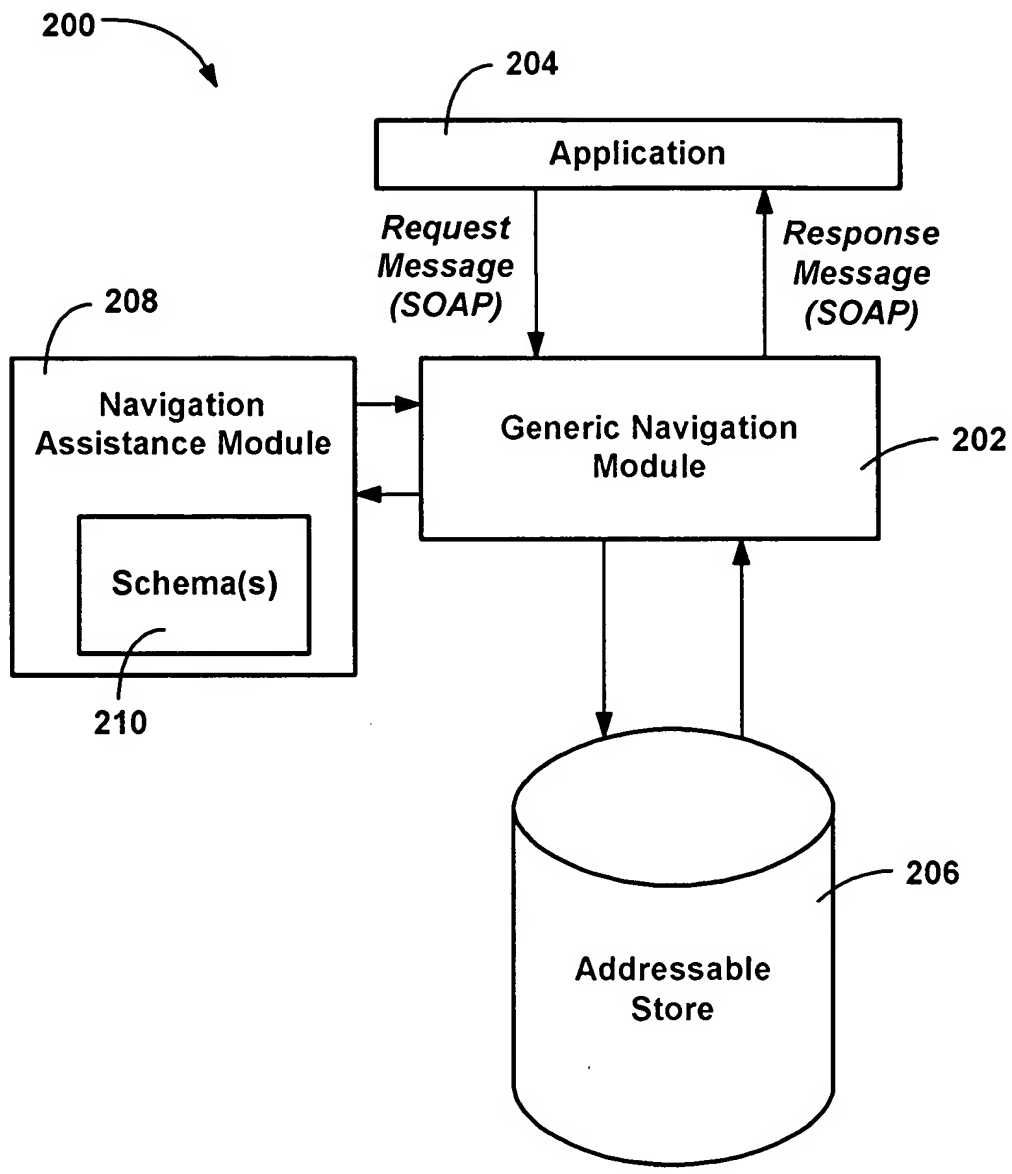 200
204
Application
Request
Message
(SOAP)
Response
Message
(SOAP)
208
Navigation
Assistance Module
Generic Navigation
Module
202
Schema(s)
210
206
Addressable
Store